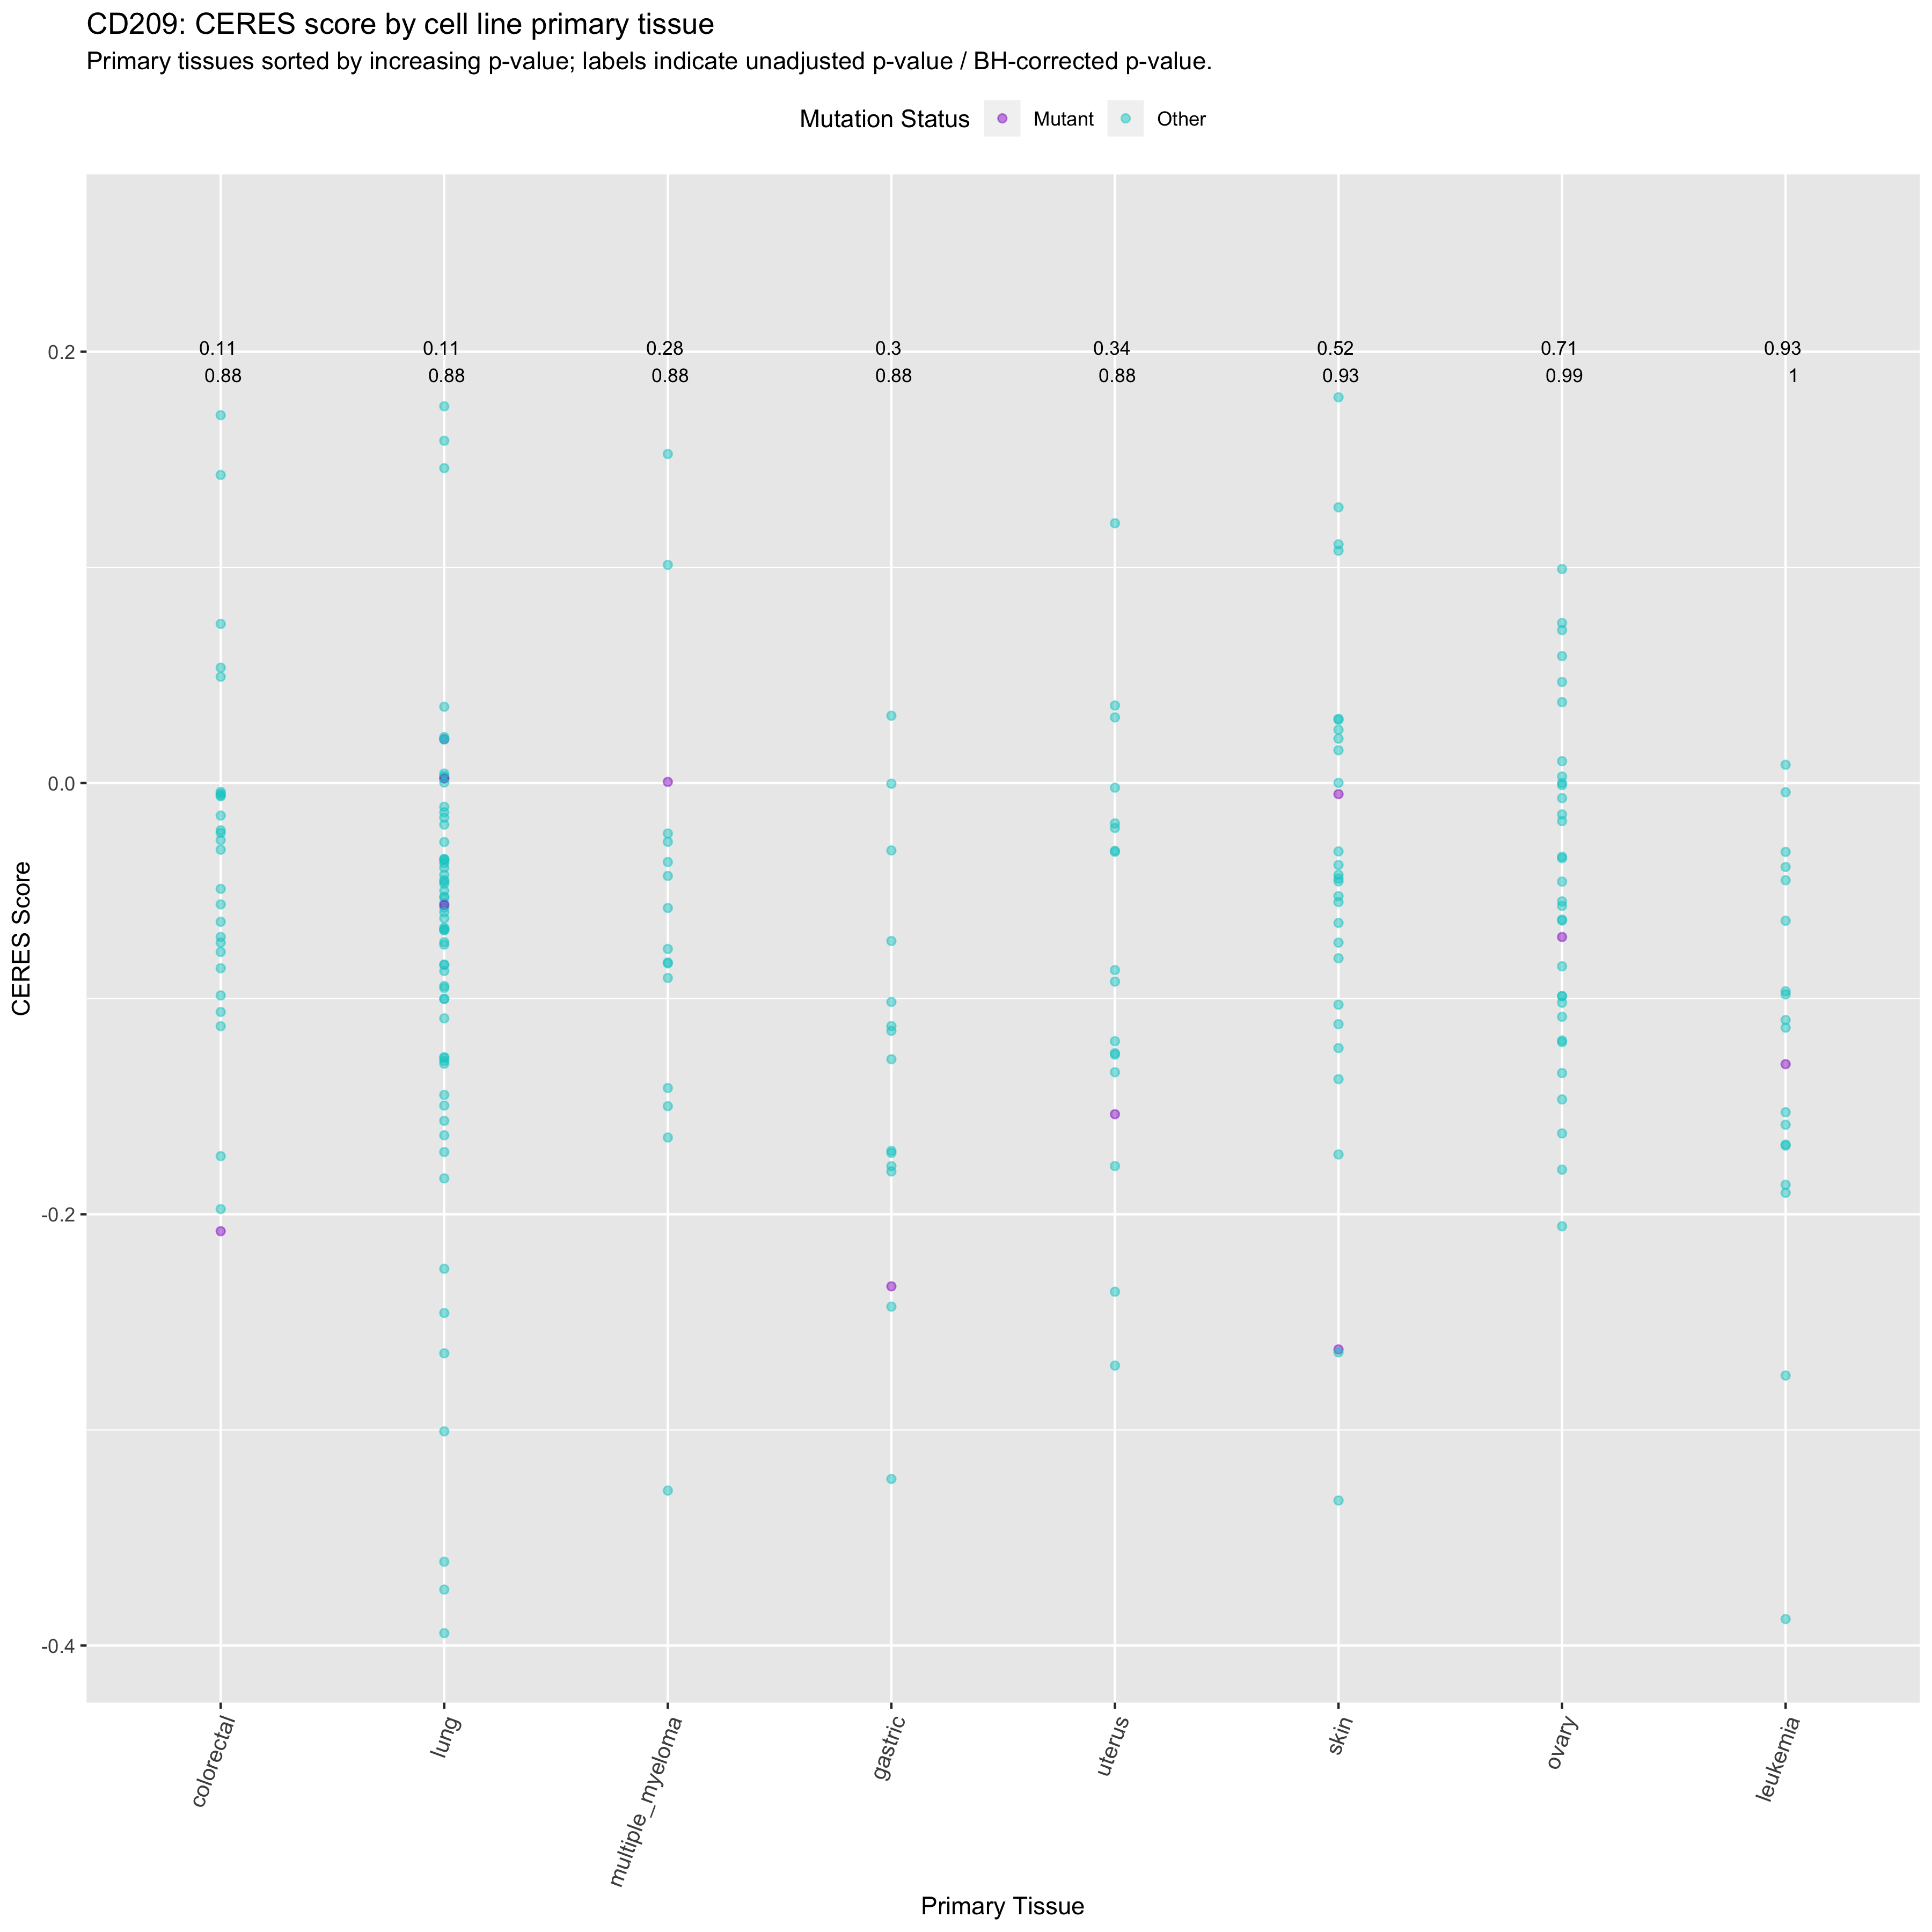 CD209: CERES score by cell line primary tissue
Primary tissues sorted by increasing p-value; labels indicate unadjusted p-value / BH-corrected p-value.
Mutation Status Mutant Other
0.11 0.11 0.28 0.3 0.34 0.52 0.71 0.93
0.88 0.88 0.88 0.88 0.88 0.93 0.99 1
0.2
0.0
-0.2
-0.4
CERES Score
colorectal lung multiple_myeloma gastric uterus skin ovary leukemia
Primary Tissue